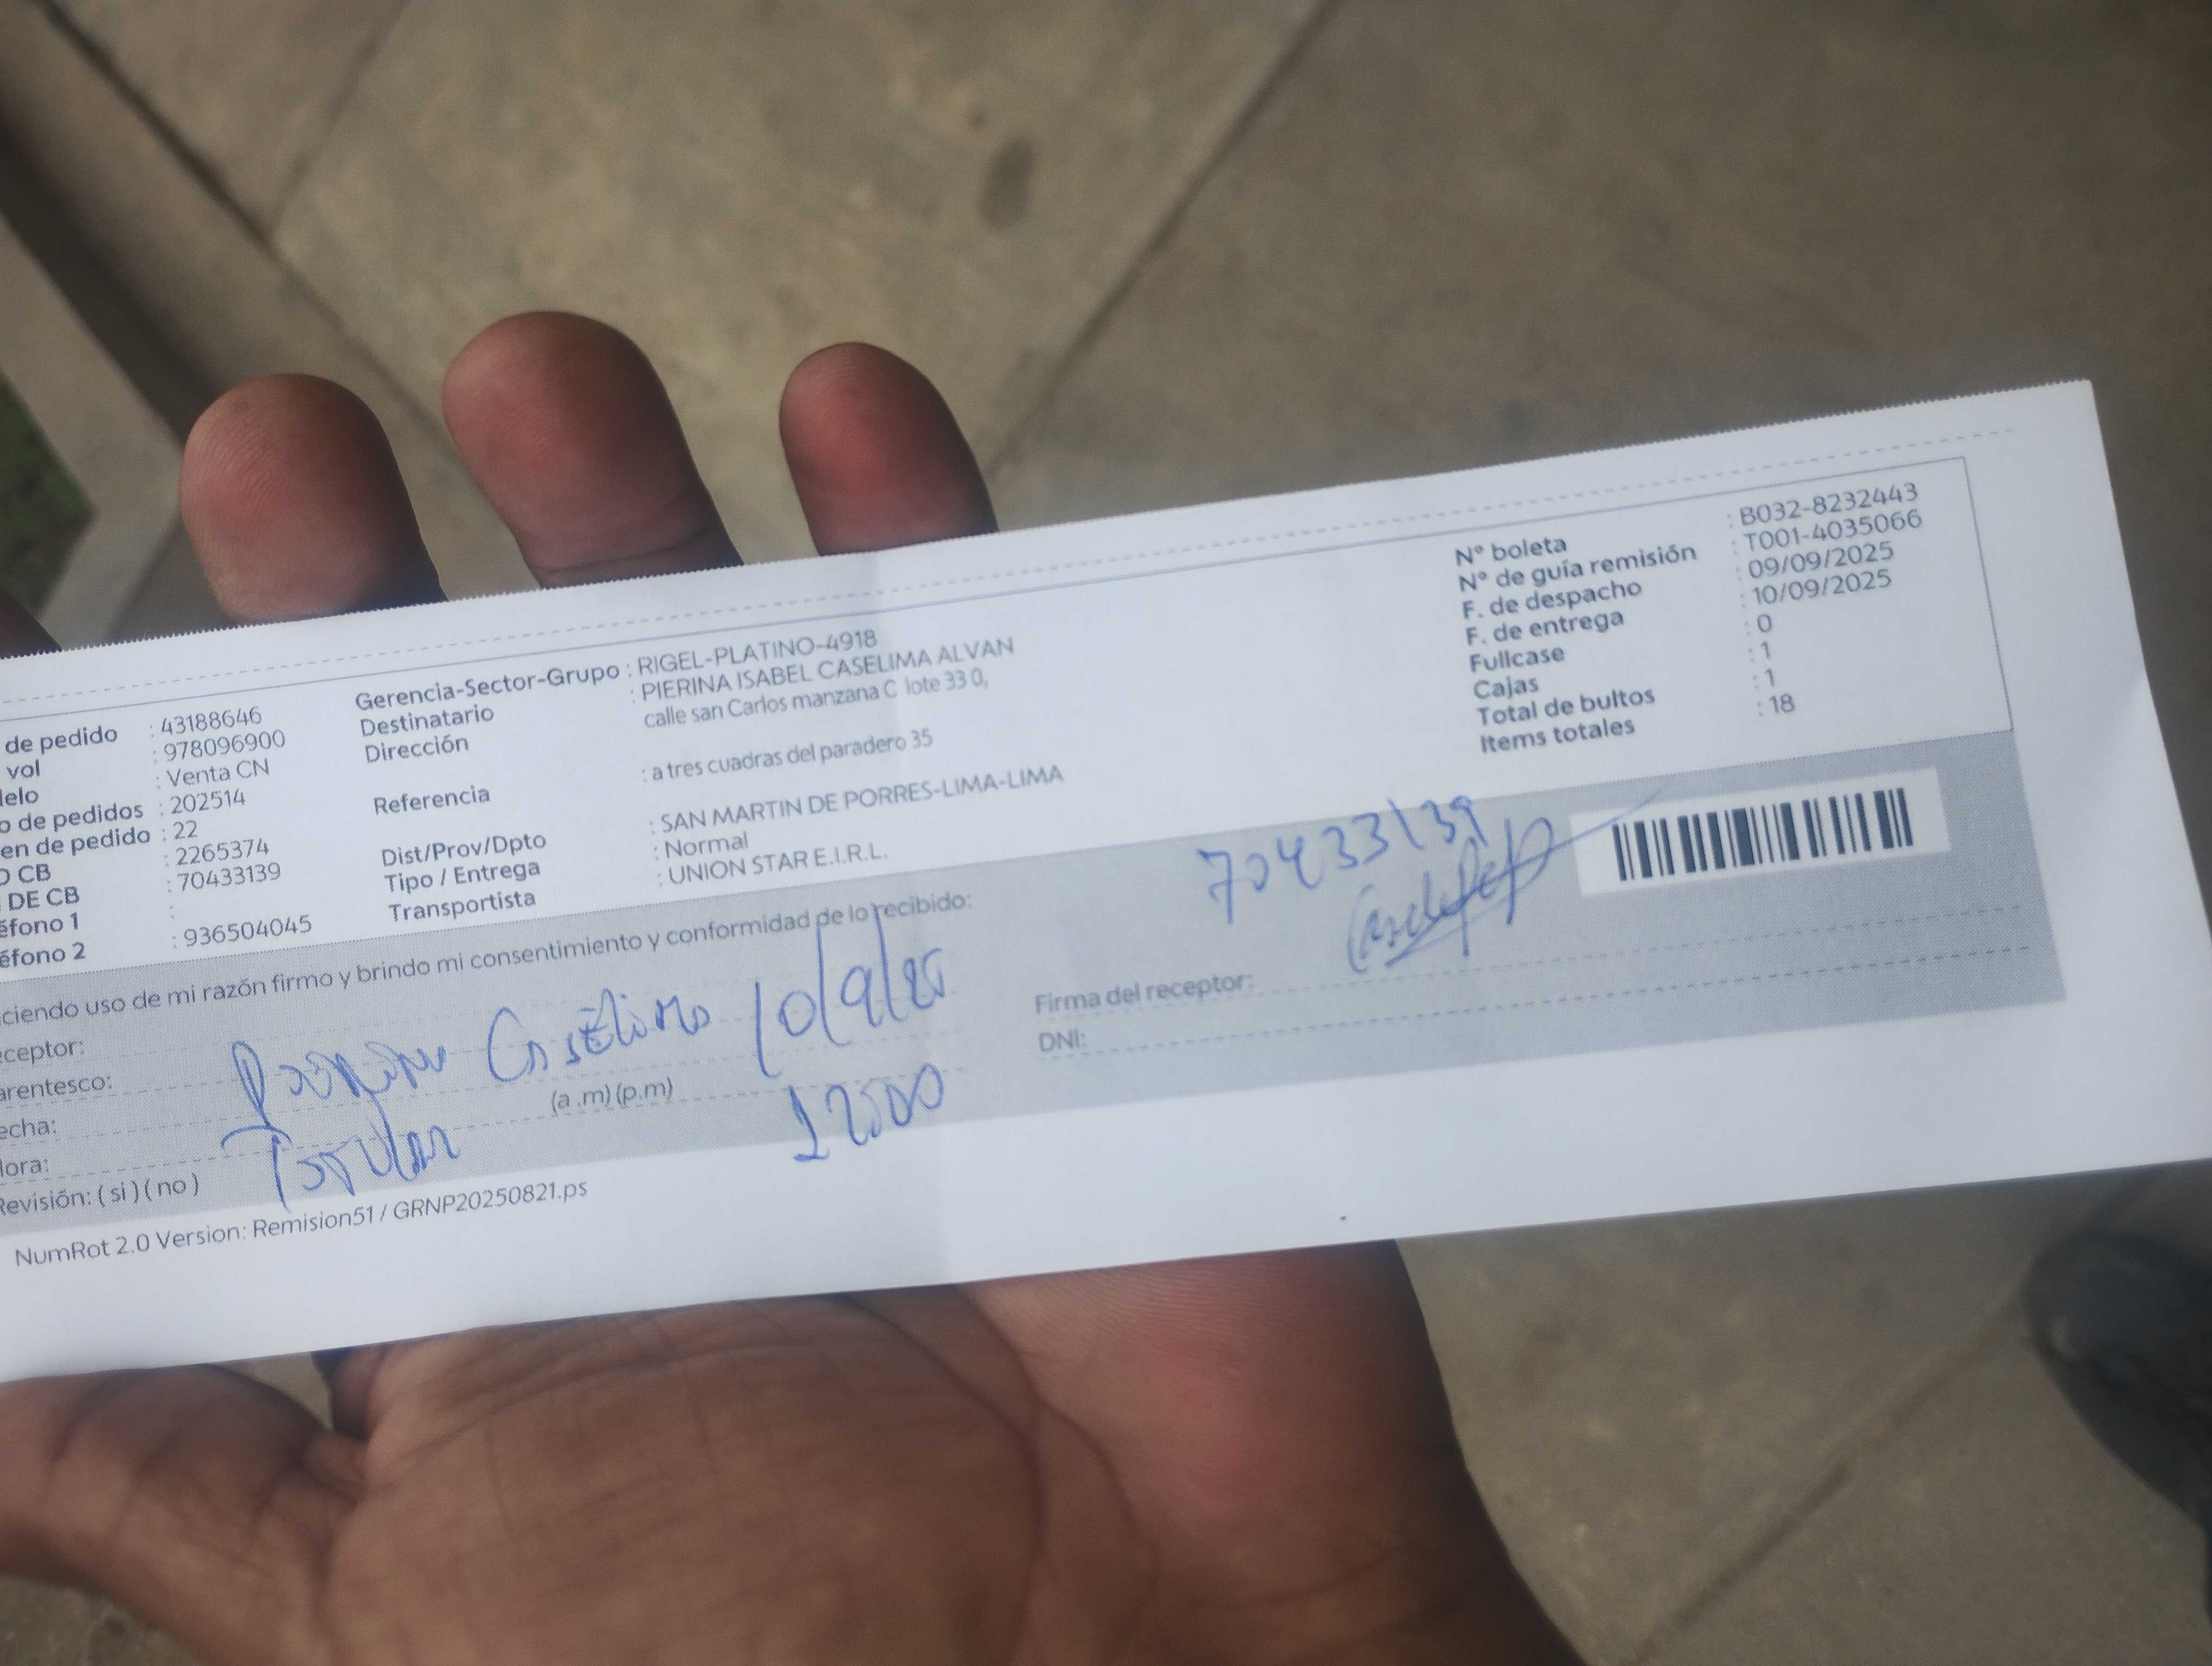 de pedido : 43188646
vol : 978096900
delo : Venta CN
o de pedidos : 202514
en de pedido : 22
O CB : 2265374
DE CB : 70433139
éfono 1 :
éfono 2 : 936504045
Gerencia-Sector-Grupo : RIGEL-PLATINO-4918
Destinatario : PIERINA ISABEL CASELIMA ALVAN
Dirección calle san Carlos manzana C lote 33 0,
Referencia : a tres cuadras del paradero 35
Dist/Prov/Dpto : SAN MARTIN DE PORRES-LIMA-LIMA
Tipo / Entrega : Normal
Transportista : UNION STAR E.I.R.L.
N° boleta : B032-8232443
N° de guía remisión : T001-4035066
F. de despacho : 09/09/2025
F. de entrega : 10/09/2025
Fullcase : 0
Cajas : 1
Total de bultos : 1
Items totales : 18
ciendo uso de mi razón firmo y brindo mi consentimiento y conformidad de lo recibido:
eceptor:
arentesco:
echa:
Hora: (a .m) (p.m)
Revisión: ( si ) ( no )
10/9/25
70433139
Firma del receptor:
DNI:
NumRot 2.0 Version: Remision51 / GRNP20250821.ps